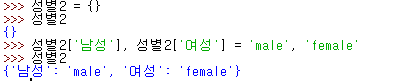 >>> 성별2 = {}
>>> 성별2
{}
>>> 성별2['남성'], 성별2['여성'] = 'male', 'female'
>>> 성별2
{'남성': 'male', '여성': 'female'}